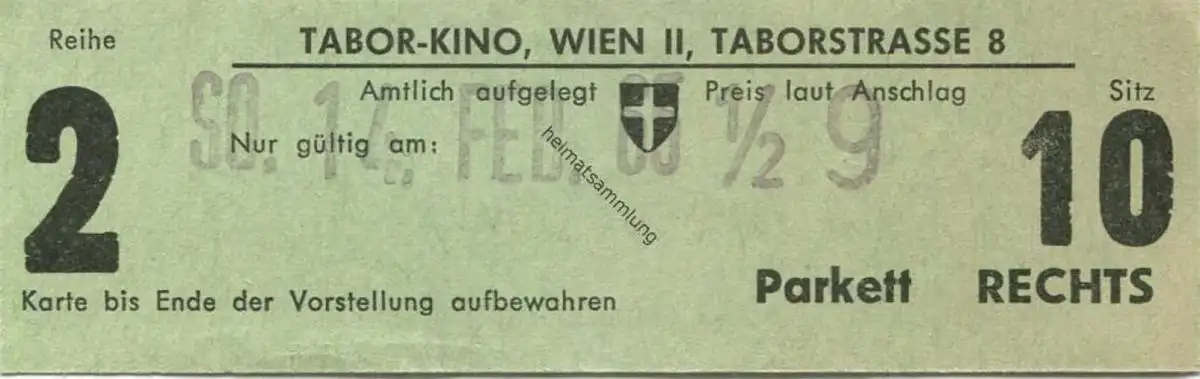 Reihe
TABOR-KINO, WIEN II, TABORSTRASSE 8
Amtlich aufgelegt Preis laut Anschlag
Sitz
2
SO. 14. FEB. 65 ½ 9
Nur gültig am:
10
heimatsammlung
Parkett RECHTS
Karte bis Ende der Vorstellung aufbewahren